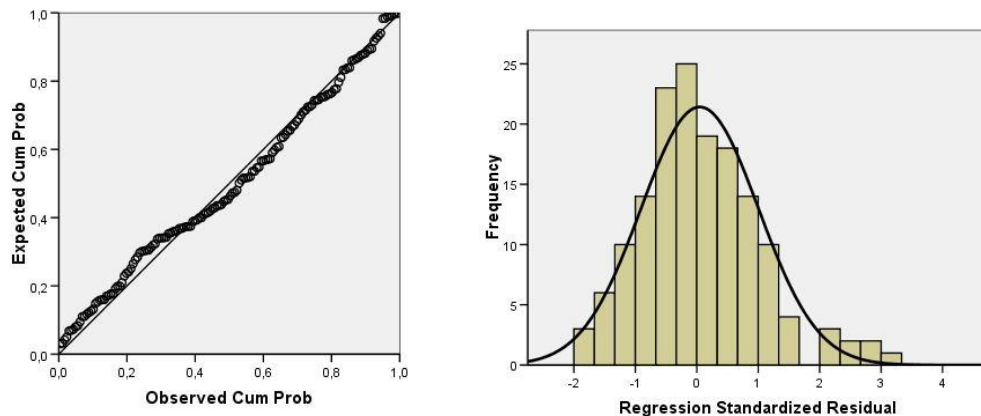 1,0
0,8
0,6
0,4
0,2
0,0
Expected Cum Prob
0,0 0,2 0,4 0,6 0,8 1,0
Observed Cum Prob
25
20
15
10
5
0
Frequency
-2 -1 0 1 2 3 4
Regression Standardized Residual